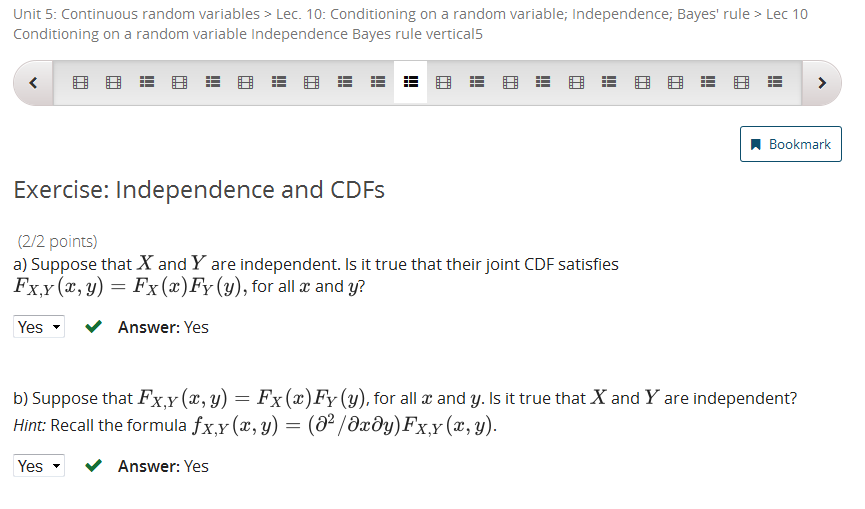 Unit 5: Continuous random variables > Lec. 10: Conditioning on a random variable; Independence; Bayes' rule > Lec 10
Conditioning on a random variable Independence Bayes rule vertical5
Bookmark
Exercise: Independence and CDFs
(2/2 points)
a) Suppose that X and Y are independent. Is it true that their joint CDF satisfies
F_{X,Y}(x, y) = F_X(x)F_Y(y), for all x and y?
Yes Answer: Yes
b) Suppose that F_{X,Y}(x, y) = F_X(x)F_Y(y), for all x and y. Is it true that X and Y are independent?
Hint: Recall the formula f_{X,Y}(x, y) = (∂²/∂x∂y)F_{X,Y}(x, y).
Yes Answer: Yes